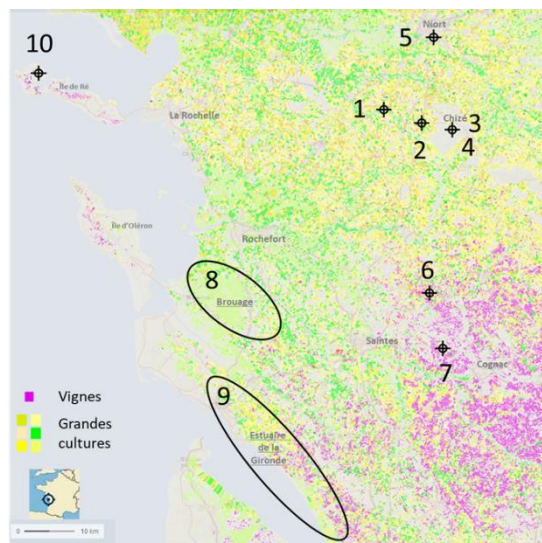 10
Île de Ré
La Rochelle
5
Niort
1
2
Chizé
3
4
Île d'Oléron
Rochefort
8
Brouage
6
Saintes
7
Cognac
9
Estuaire
de la
Gironde
Vignes
Grandes
cultures
0 10 km